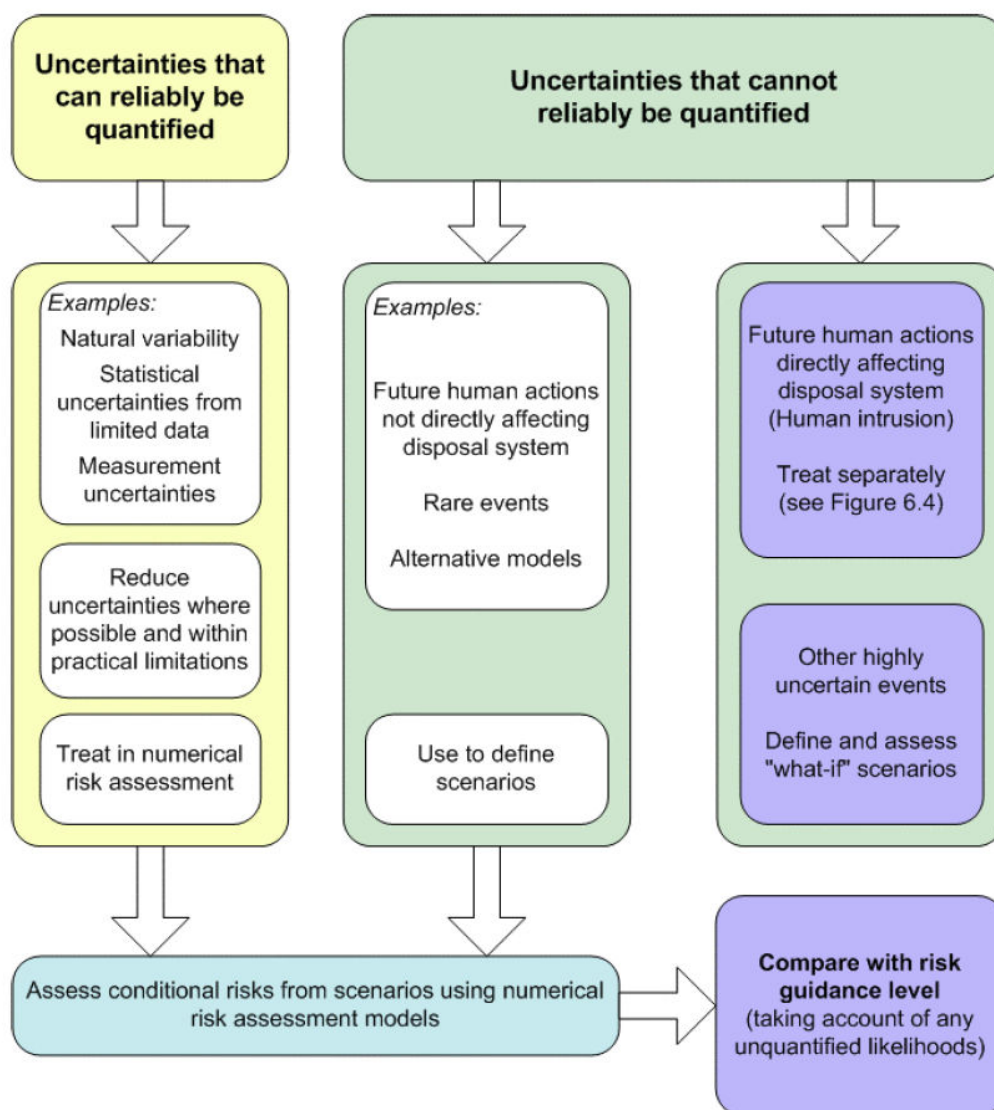 Uncertainties that
can reliably be
quantified
Uncertainties that cannot
reliably be quantified
Examples:
Natural variability
Statistical
uncertainties from
limited data
Measurement
uncertainties
Reduce
uncertainties where
possible and within
practical limitations
Treat in numerical
risk assessment
Examples:
Future human actions
not directly affecting
disposal system
Rare events
Alternative models
Use to define
scenarios
Future human actions
directly affecting
disposal system
(Human intrusion)
Treat separately
(see Figure 6.4)
Other highly
uncertain events
Define and assess
"what-if" scenarios
Assess conditional risks from scenarios using numerical
risk assessment models
Compare with risk
guidance level
(taking account of any
unquantified likelihoods)